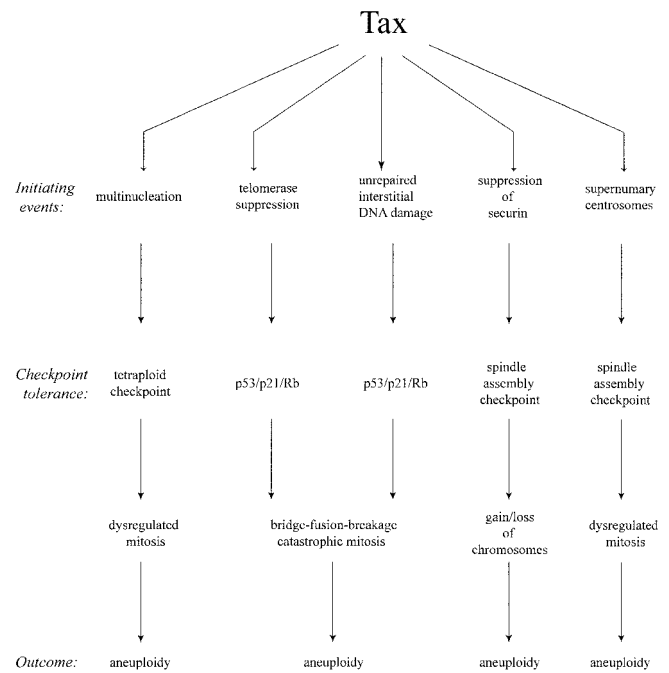 Tax
Initiating
events:
multinucleation
telomerase
suppression
unrepaired
interstitial
DNA damage
suppression
of
securin
supernumary
centrosomes
Checkpoint
tolerance:
tetraploid
checkpoint
p53/p21/Rb
p53/p21/Rb
spindle
assembly
checkpoint
spindle
assembly
checkpoint
dysregulated
mitosis
bridge-fusion-breakage
catastrophic mitosis
gain/loss
of
chromosomes
dysregulated
mitosis
Outcome:
aneuploidy
aneuploidy
aneuploidy
aneuploidy